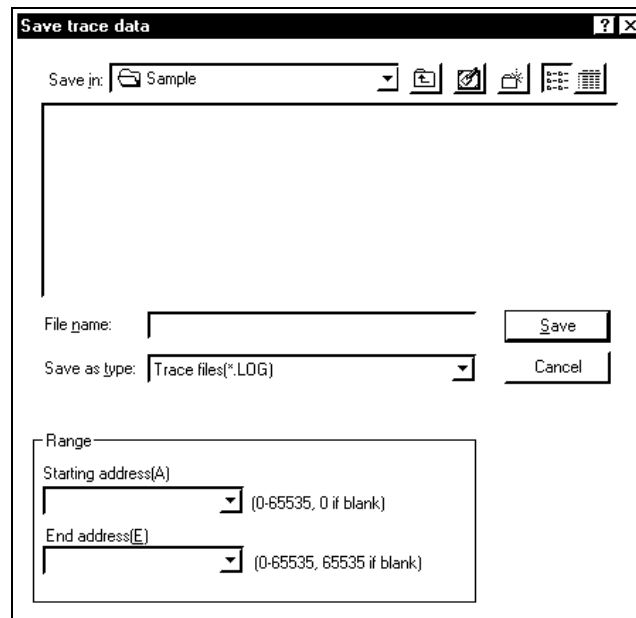 Save trace data
Save in: Sample
File name:
Save
Save as type: Trace files(*.LOG)
Cancel
Range
Starting address(A)
(0-65535, 0 if blank)
End address(E)
(0-65535, 65535 if blank)